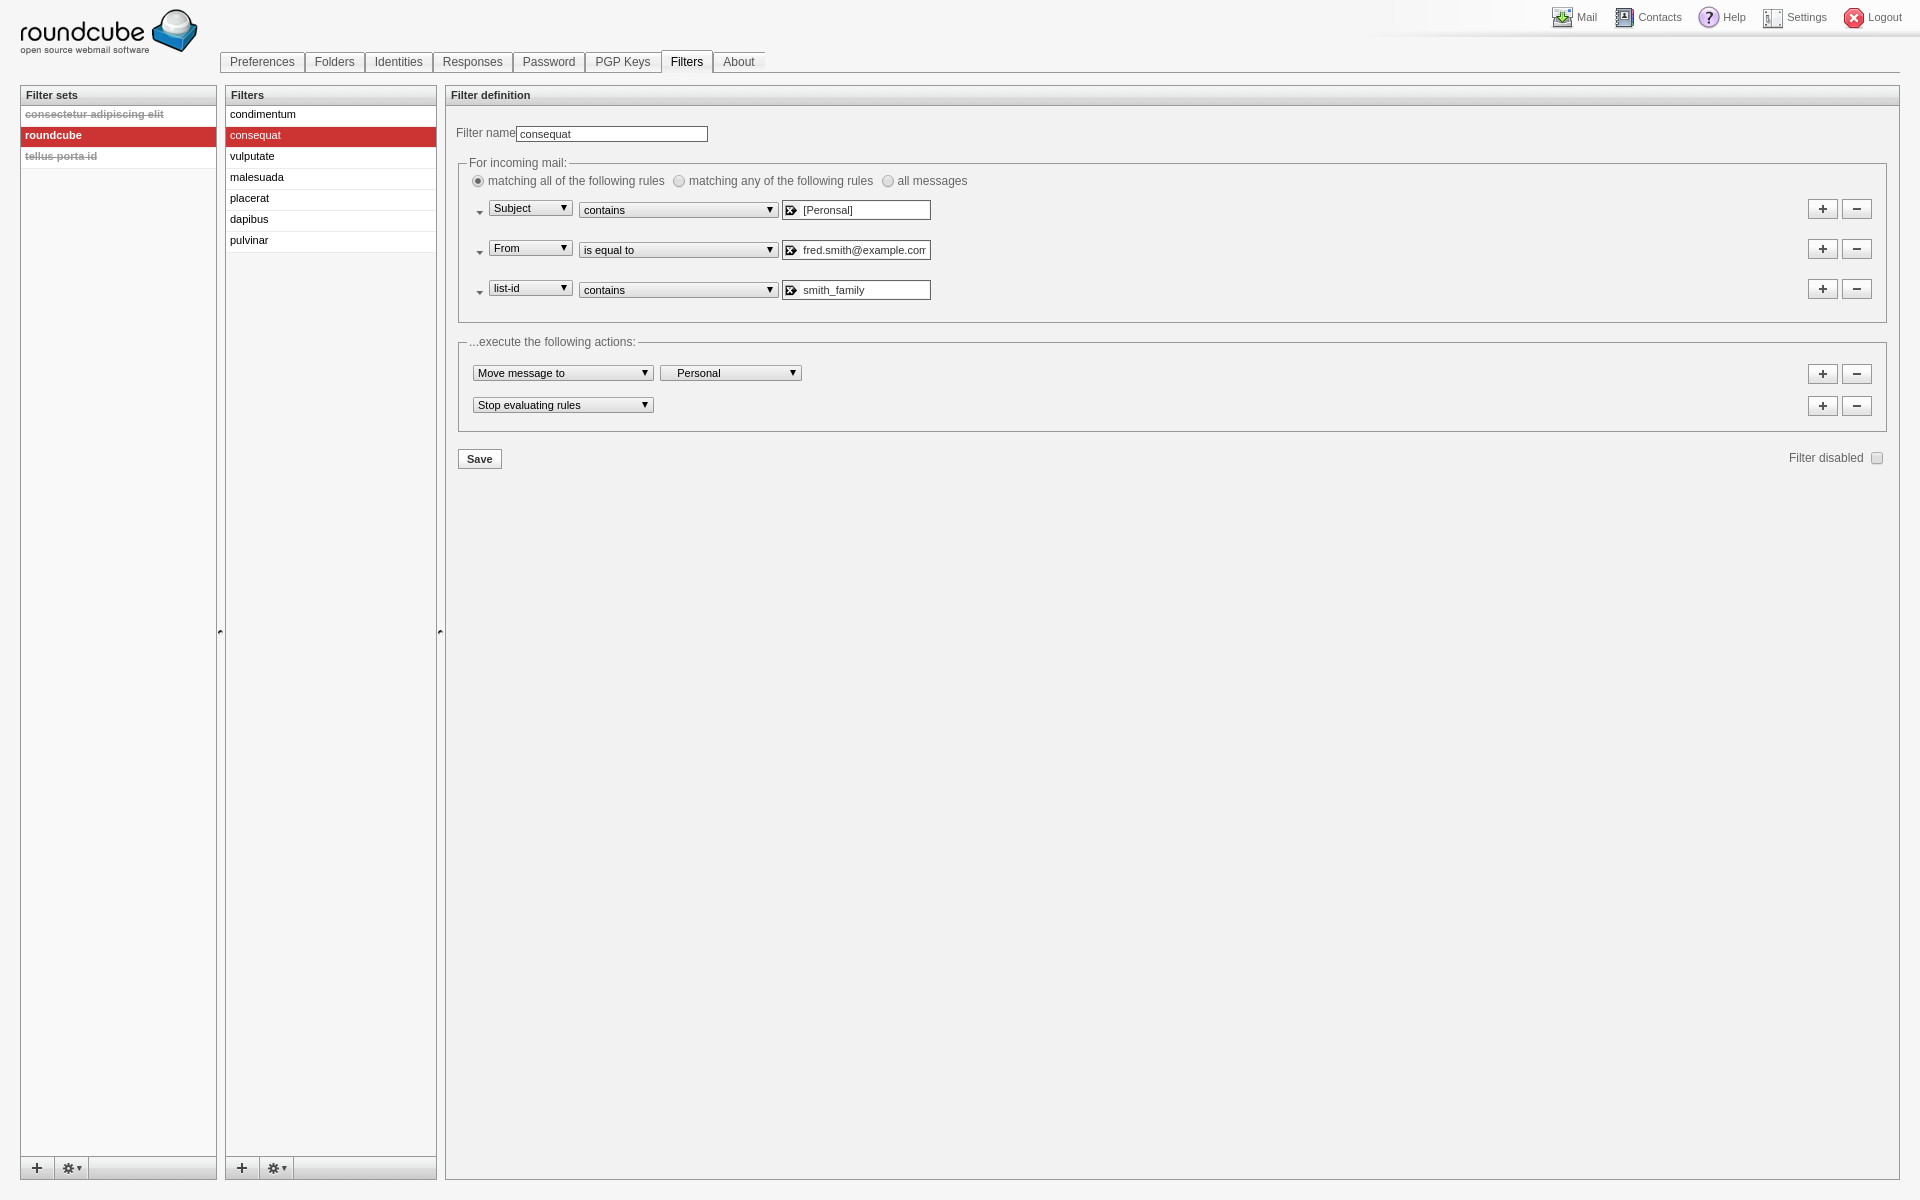 roundcube
open source webmail software
Mail Contacts Help Settings Logout
Preferences Folders Identities Responses Password PGP Keys Filters About
Filter sets
consectetur adipiscing elit
roundcube
tellus porta id
Filters
condimentum
consequat
vulputate
malesuada
placerat
dapibus
pulvinar
Filter definition
Filter name consequat
For incoming mail:
matching all of the following rules matching any of the following rules all messages
Subject contains [Peronsal]
From is equal to fred.smith@example.com
list-id contains smith_family
...execute the following actions:
Move message to Personal
Stop evaluating rules
Save Filter disabled